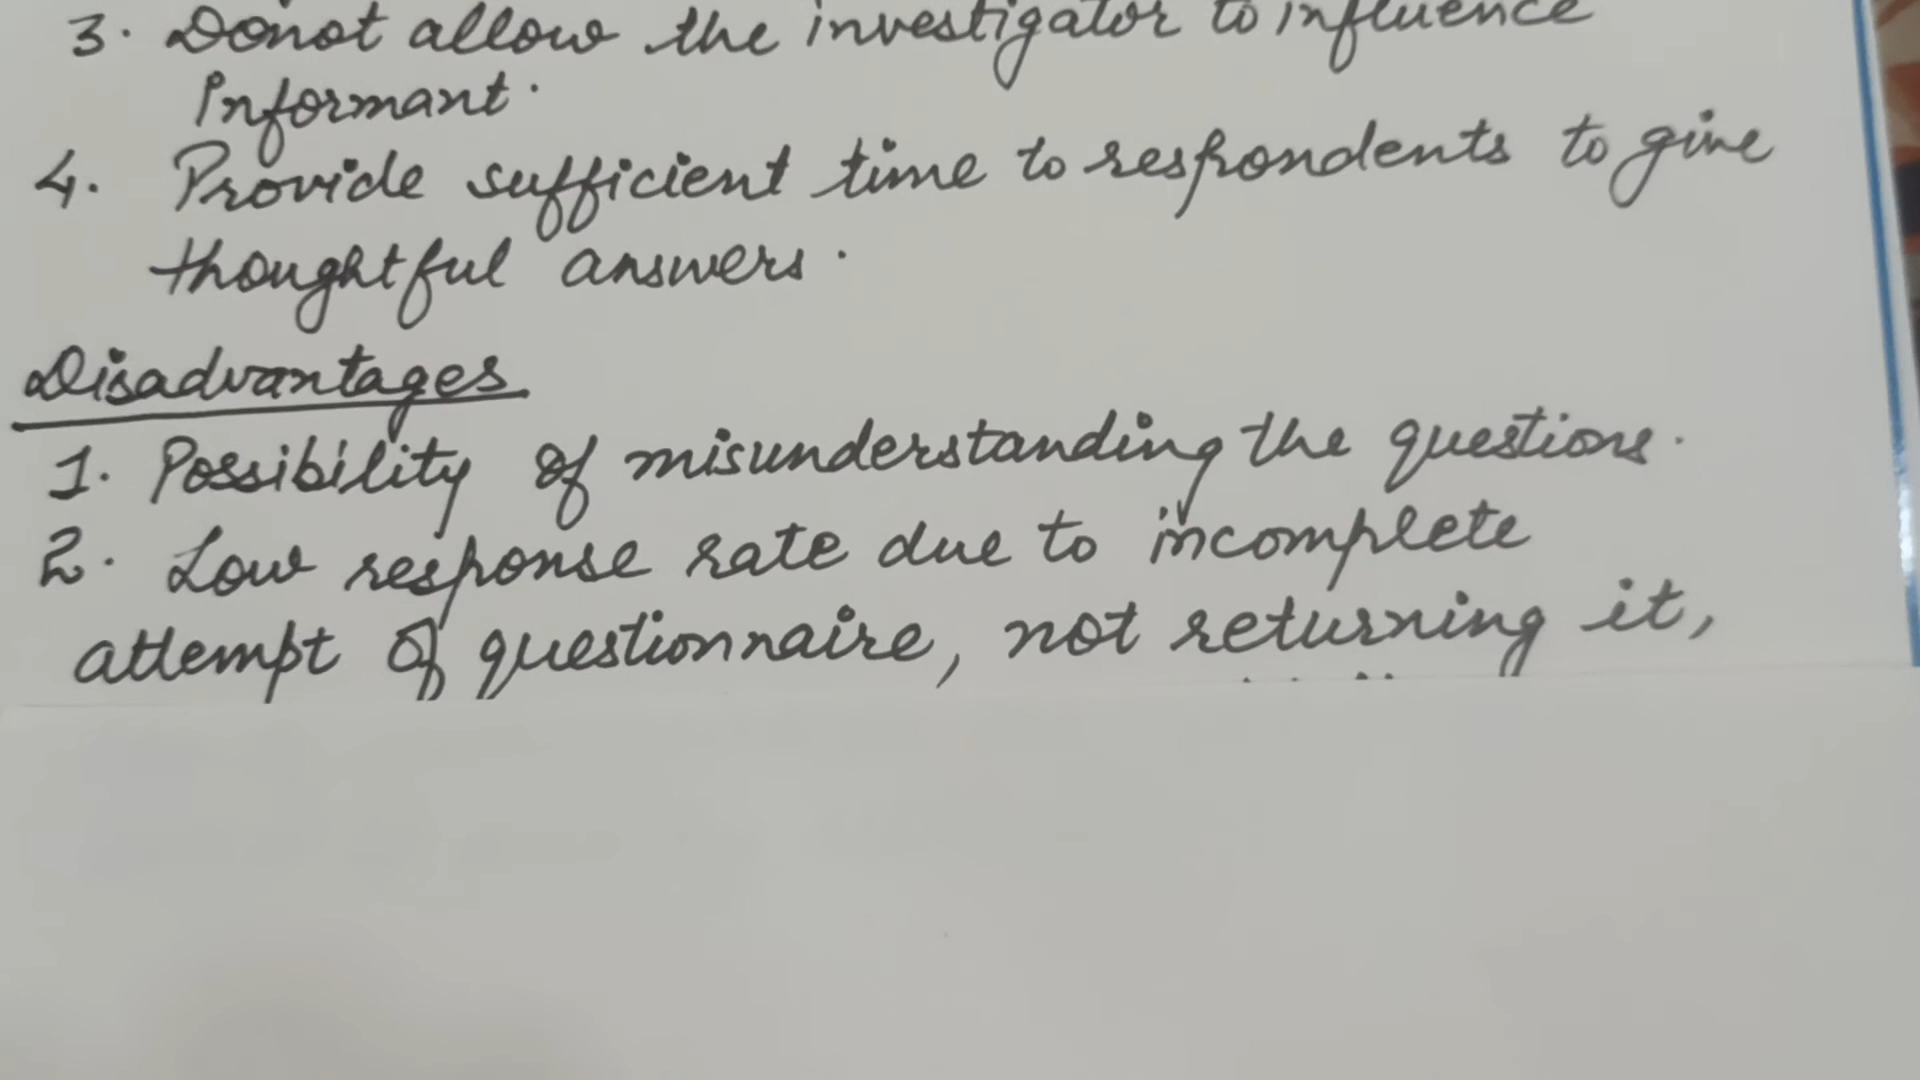 3. Donot allow the investigator to influence
Informant.
4. Provide sufficient time to respondents to give
thoughtful answers.
Disadvantages
1. Possibility of misunderstanding the questions.
2. Low response rate due to incomplete
attempt of questionnaire, not returning it,